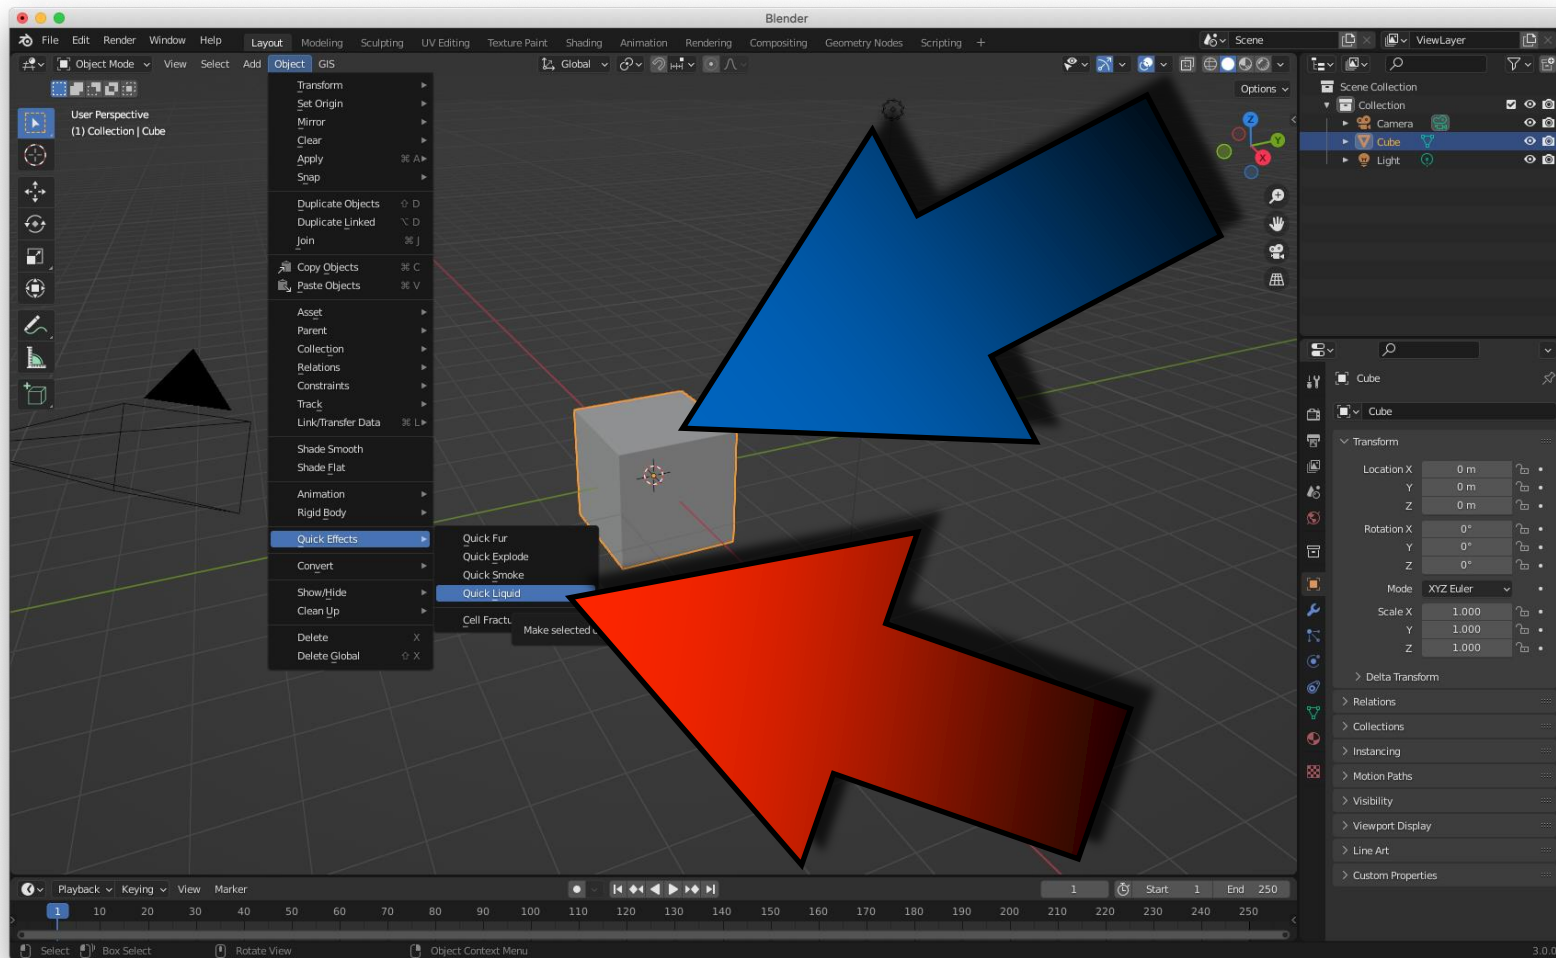 Blender
File Edit Render Window Help Layout Modeling Sculpting UV Editing Texture Paint Shading Animation Rendering Compositing Geometry Nodes Scripting + Scene ViewLayer
Object Mode View Select Add Object GIS Global
Options
User Perspective
(1) Collection | Cube
Transform
Set Origin
Mirror
Clear
Apply ⌘ A
Snap
Duplicate Objects ⇧ D
Duplicate Linked ⌥ D
Join ⌘ J
Copy Objects ⌘ C
Paste Objects ⌘ V
Asset
Parent
Collection
Relations
Constraints
Track
Link/Transfer Data ⌘ L
Shade Smooth
Shade Flat
Animation
Rigid Body
Quick Effects
Convert
Show/Hide
Clean Up
Delete X
Delete Global ⇧ X
Quick Fur
Quick Explode
Quick Smoke
Quick Liquid
Cell Fractu
Make selected
Z
Y
X
Scene Collection
Collection
Camera
Cube
Light
Cube
Cube
Transform
Location X 0 m
Y 0 m
Z 0 m
Rotation X 0°
Y 0°
Z 0°
Mode XYZ Euler
Scale X 1.000
Y 1.000
Z 1.000
Delta Transform
Relations
Collections
Instancing
Motion Paths
Visibility
Viewport Display
Line Art
Custom Properties
Playback Keying View Marker 1 Start 1 End 250
1 10 20 30 40 50 60 70 80 90 100 110 120 130 140 150 160 170 180 190 200 210 220 230 240 250
Select Box Select Rotate View Object Context Menu 3.0.0